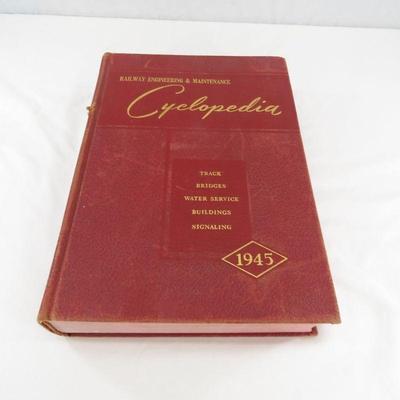 RAILWAY ENGINEERING & MAINTENANCE
Cyclopedia
TRACK
BRIDGES
WATER SERVICE
BUILDINGS
SIGNALING
1945